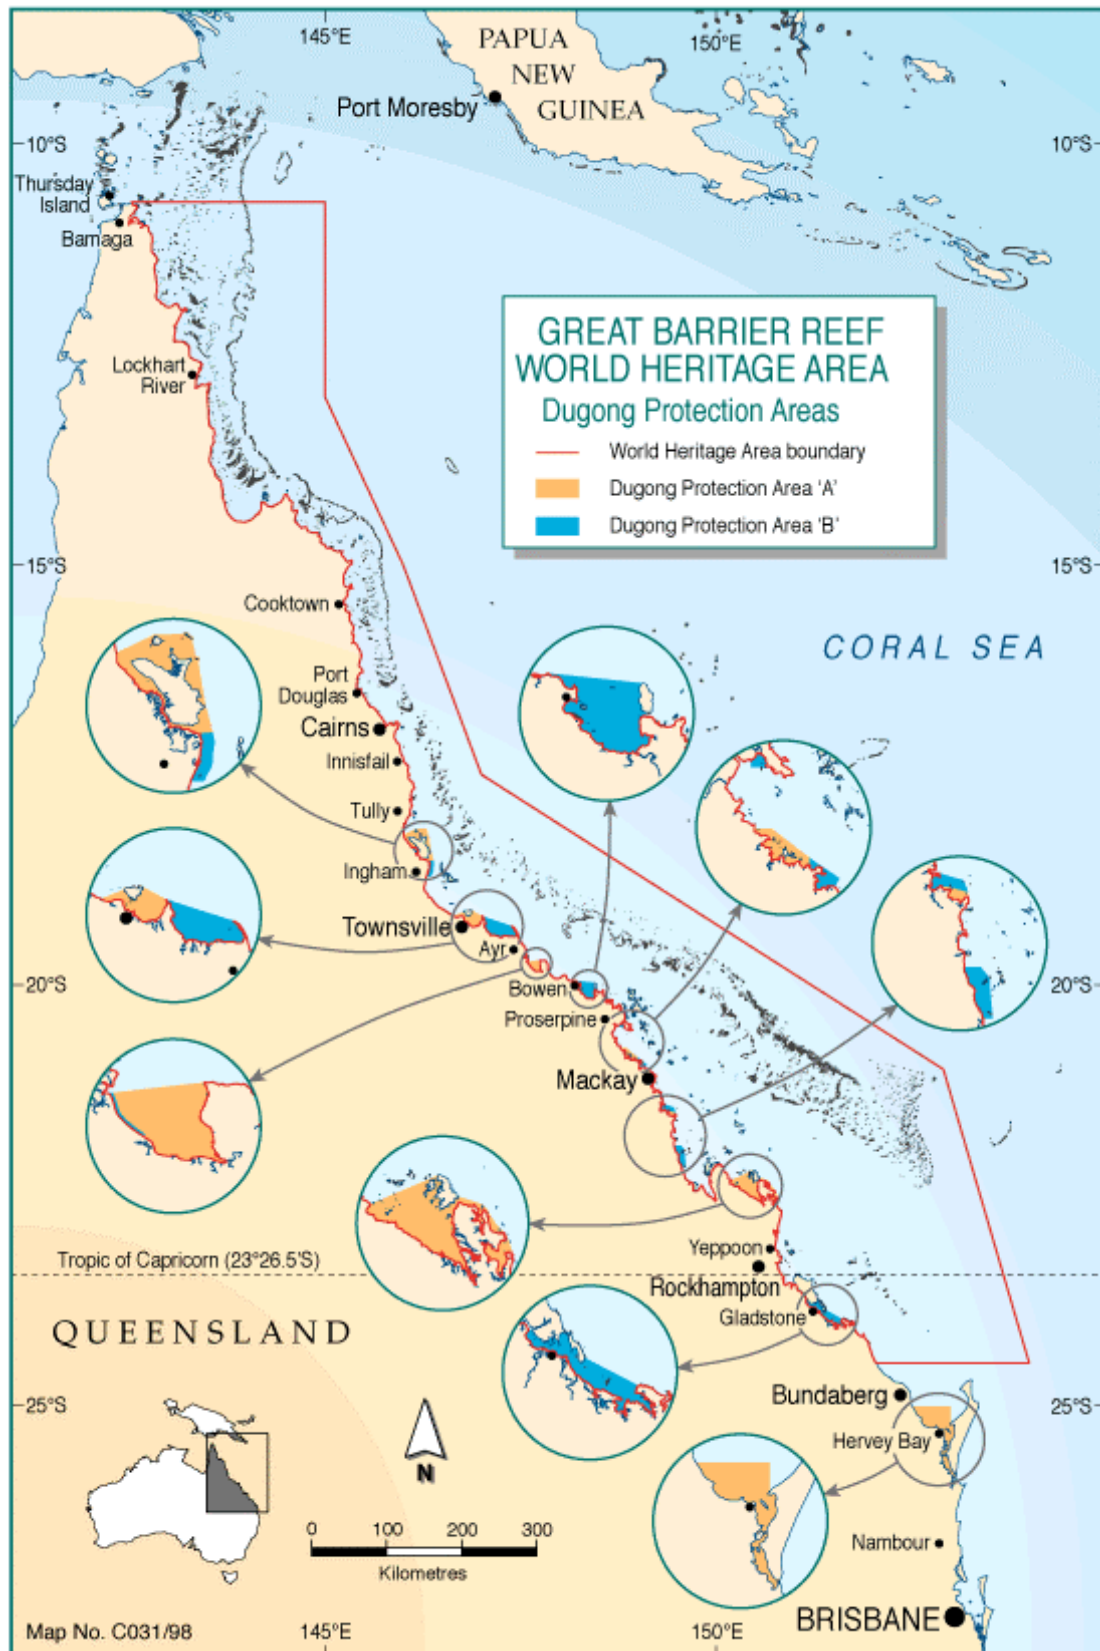 145°E
150°E
PAPUA
NEW
GUINEA
Port Moresby
10°S
10°S
Thursday
Island
Bamaga
Lockhart
River
GREAT BARRIER REEF
WORLD HERITAGE AREA
Dugong Protection Areas
World Heritage Area boundary
Dugong Protection Area 'A'
Dugong Protection Area 'B'
15°S
15°S
Cooktown
CORAL SEA
Port
Douglas
Cairns
Innisfail
Tully
Ingham
Townsville
Ayr
20°S
20°S
Bowen
Proserpine
Mackay
Yeppoon
Tropic of Capricorn (23°26.5'S)
Rockhampton
Gladstone
QUEENSLAND
Bundaberg
25°S
25°S
Hervey Bay
N
0 100 200 300
Kilometres
Nambour
BRISBANE
Map No. C031/98
145°E
150°E